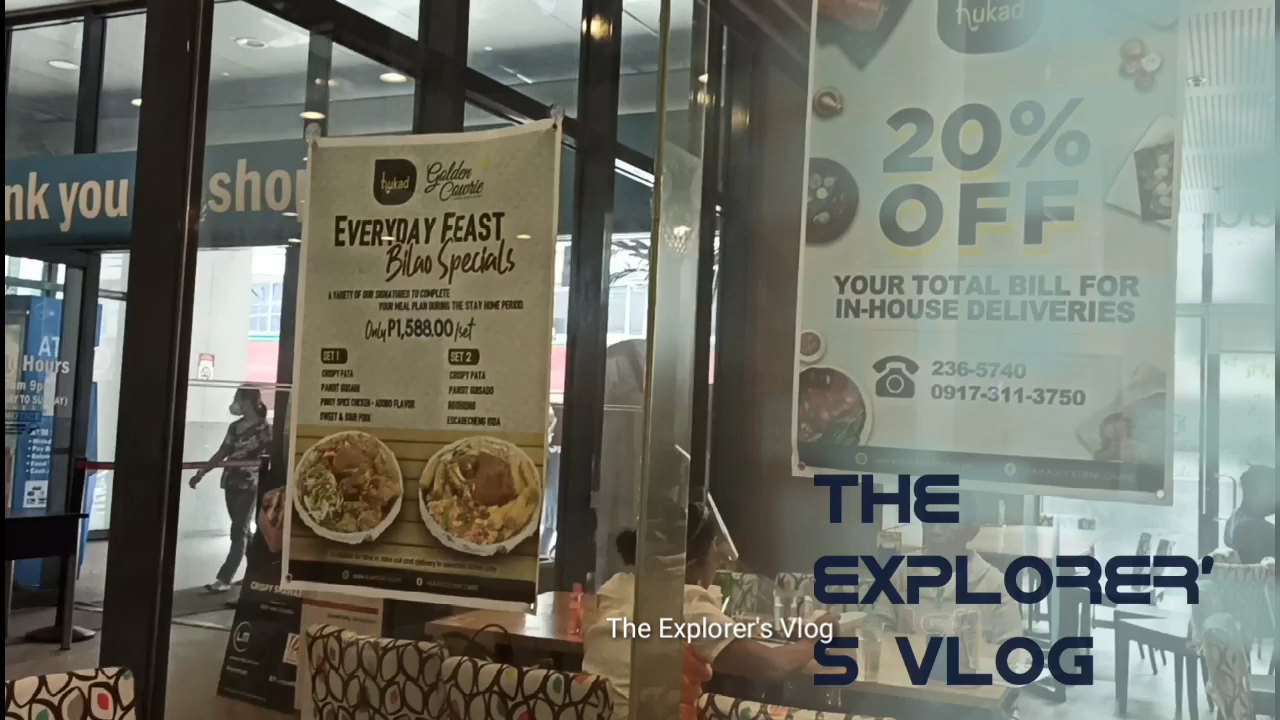 nk you
shop
hukad
Golden
Cowrie
EVERYDAY FEAST
Bilao Specials
A VARIETY OF OUR SIGNATURES TO COMPLETE
YOUR MEAL PLAN DURING THE STAY HOME PERIOD.
Only P1,588.00/set
SET 1
CRISPY PATA
PANSIT GUISADO
PINOY SPICE CHICKEN - ADOBO FLAVOR
SWEET & SOUR PORK
SET 2
CRISPY PATA
PANSIT GUISADO
NGOHIONG
ESCABECHENG ISDA
hukad
20%
OFF
YOUR TOTAL BILL FOR
IN-HOUSE DELIVERIES
236-5740
0917-311-3750
AT
Hours
NOTICE
LM
THE
EXPLORER'
S VLOG
The Explorer's Vlog